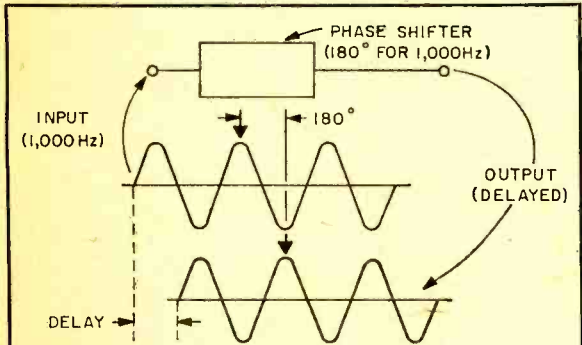 PHASE SHIFTER
(180° FOR 1,000Hz)
INPUT
(1,000Hz)
180°
OUTPUT
(DELAYED)
DELAY